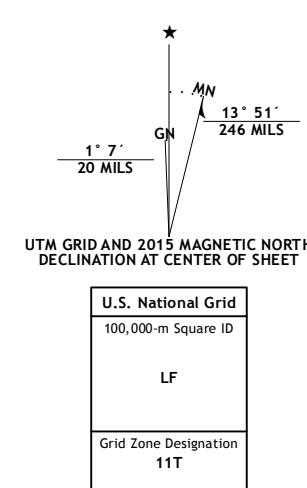 ★
MN
GN
13° 51´
246 MILS
1° 7´
20 MILS
UTM GRID AND 2015 MAGNETIC NORTH
DECLINATION AT CENTER OF SHEET
U.S. National Grid
100,000-m Square ID
LF
Grid Zone Designation
11T